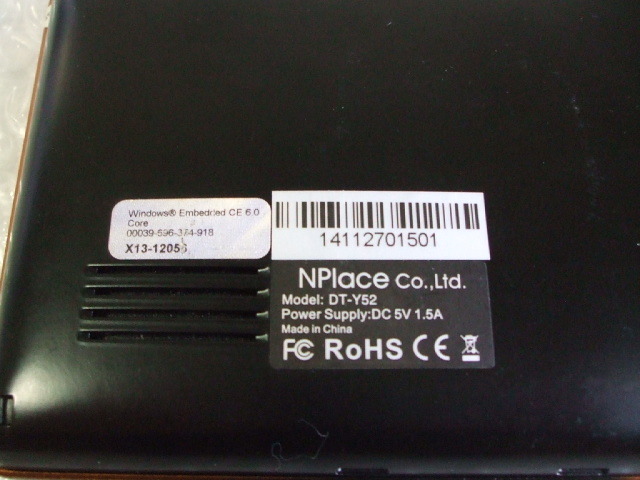 Windows® Embedded CE 6.0
Core
00039-596-374-918
X13-12056
14112701501
NPlace Co.,Ltd.
Model: DT-Y52
Power Supply:DC 5V 1.5A
Made in China
FC RoHS CE